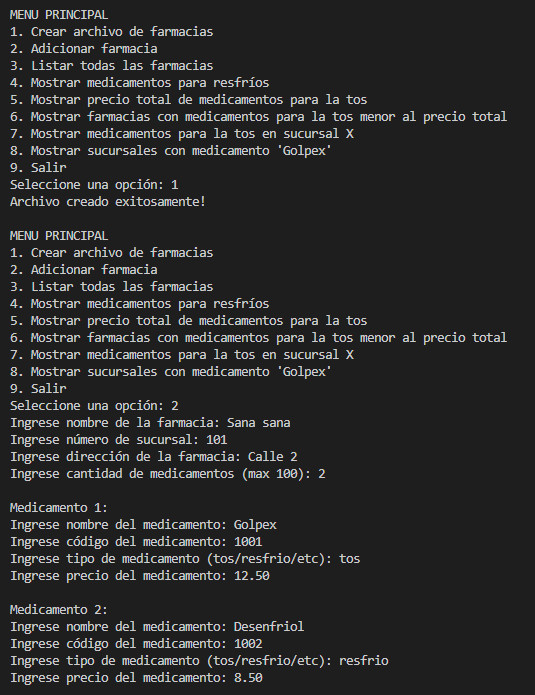 MENU PRINCIPAL
1. Crear archivo de farmacias
2. Adicionar farmacia
3. Listar todas las farmacias
4. Mostrar medicamentos para resfríos
5. Mostrar precio total de medicamentos para la tos
6. Mostrar farmacias con medicamentos para la tos menor al precio total
7. Mostrar medicamentos para la tos en sucursal X
8. Mostrar sucursales con medicamento 'Golpex'
9. Salir
Seleccione una opción: 1
Archivo creado exitosamente!
MENU PRINCIPAL
1. Crear archivo de farmacias
2. Adicionar farmacia
3. Listar todas las farmacias
4. Mostrar medicamentos para resfríos
5. Mostrar precio total de medicamentos para la tos
6. Mostrar farmacias con medicamentos para la tos menor al precio total
7. Mostrar medicamentos para la tos en sucursal X
8. Mostrar sucursales con medicamento 'Golpex'
9. Salir
Seleccione una opción: 2
Ingrese nombre de la farmacia: Sana sana
Ingrese número de sucursal: 101
Ingrese dirección de la farmacia: Calle 2
Ingrese cantidad de medicamentos (max 100): 2
Medicamento 1:
Ingrese nombre del medicamento: Golpex
Ingrese código del medicamento: 1001
Ingrese tipo de medicamento (tos/resfrio/etc): tos
Ingrese precio del medicamento: 12.50
Medicamento 2:
Ingrese nombre del medicamento: Desenfriol
Ingrese código del medicamento: 1002
Ingrese tipo de medicamento (tos/resfrio/etc): resfrio
Ingrese precio del medicamento: 8.50